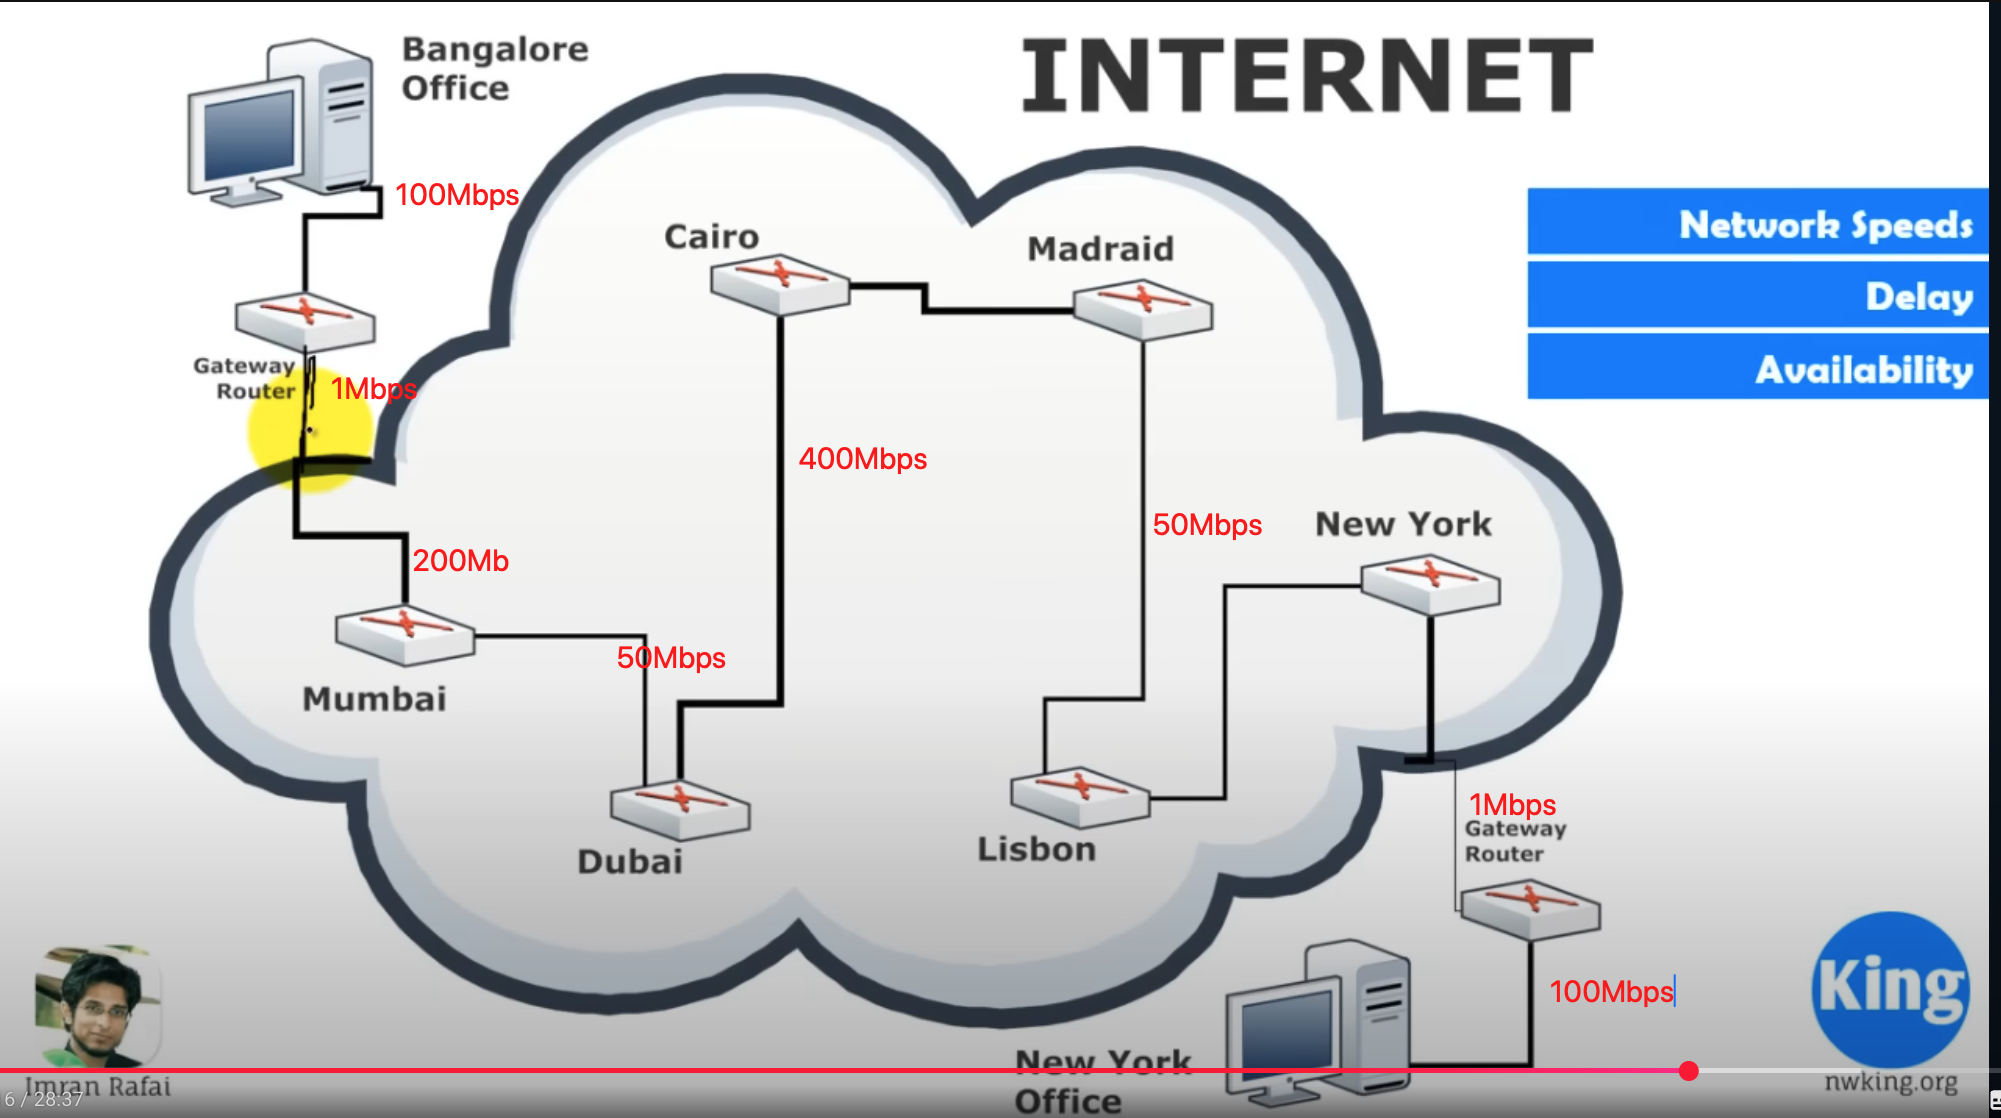 Bangalore
Office
INTERNET
100Mbps
Network Speeds
Cairo
Madraid
Delay
Gateway
Router
1Mbps
Availability
400Mbps
50Mbps
New York
200Mb
50Mbps
Mumbai
1Mbps
Gateway
Router
Dubai
Lisbon
100Mbps
King
nwking.org
New York
Office
Imran Rafai
6 / 28:37